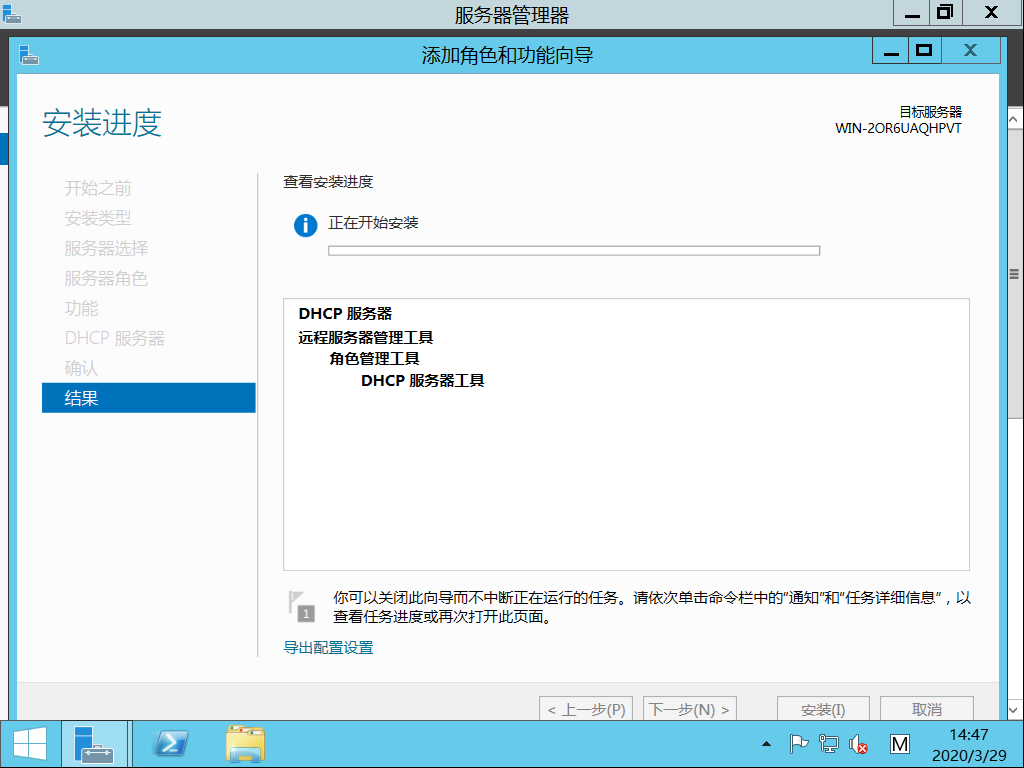 服务器管理器
添加角色和功能向导
安装进度
目标服务器
WIN-2OR6UAQHPVT
开始之前
安装类型
服务器选择
服务器角色
功能
DHCP 服务器
确认
结果
查看安装进度
正在开始安装
DHCP 服务器
远程服务器管理工具
角色管理工具
DHCP 服务器工具
1
你可以关闭此向导而不中断正在运行的任务。请依次单击命令栏中的"通知"和"任务详细信息"，以
查看任务进度或再次打开此页面。
导出配置设置
< 上一步(P)
下一步(N) >
安装(I)
取消
M
14:47
2020/3/29